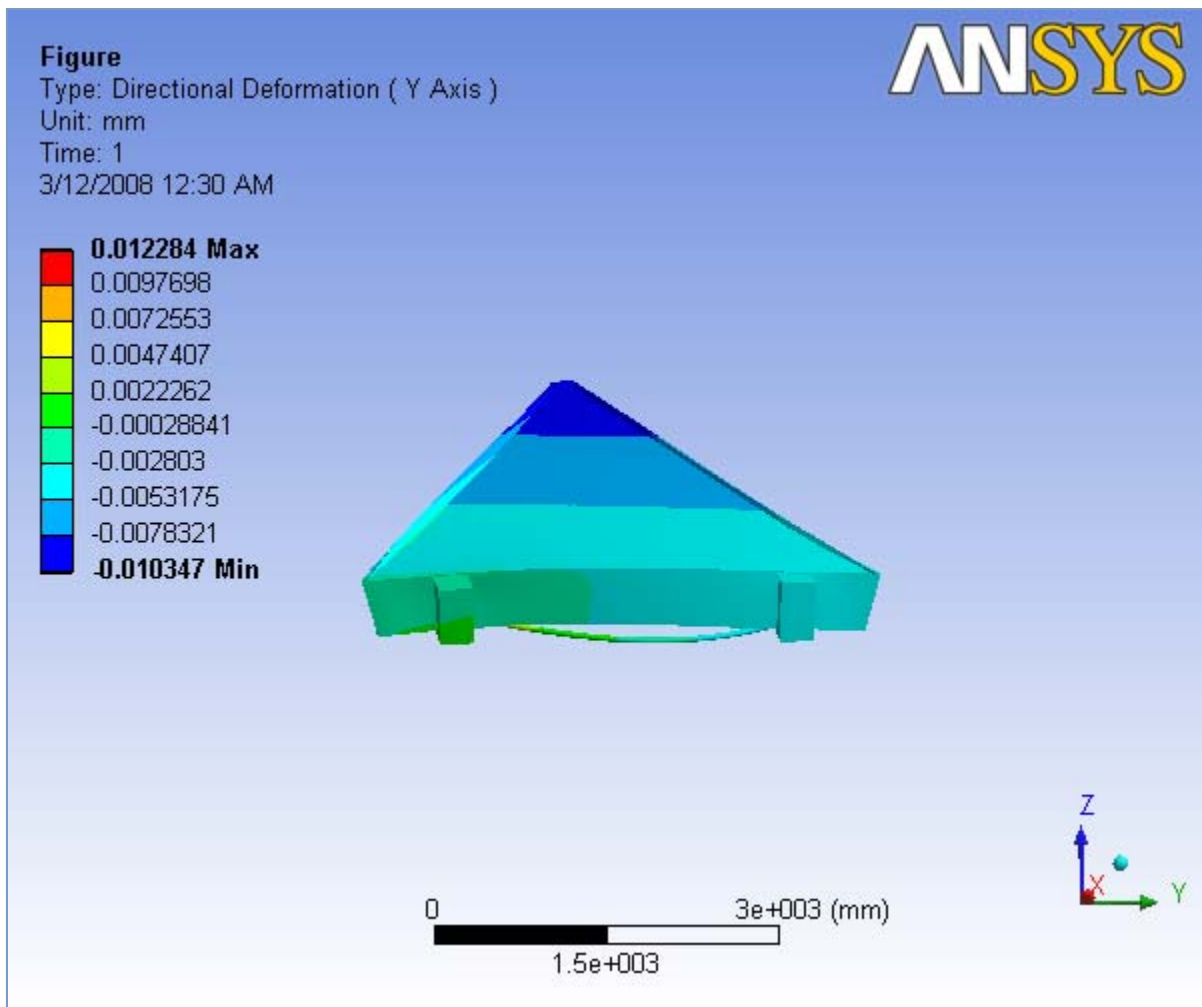 Figure
Type: Directional Deformation ( Y Axis )
Unit: mm
Time: 1
3/12/2008 12:30 AM
ANSYS
0.012284 Max
0.0097698
0.0072553
0.0047407
0.0022262
-0.00028841
-0.002803
-0.0053175
-0.0078321
-0.010347 Min
Z
X
Y
0 3e+003 (mm)
1.5e+003